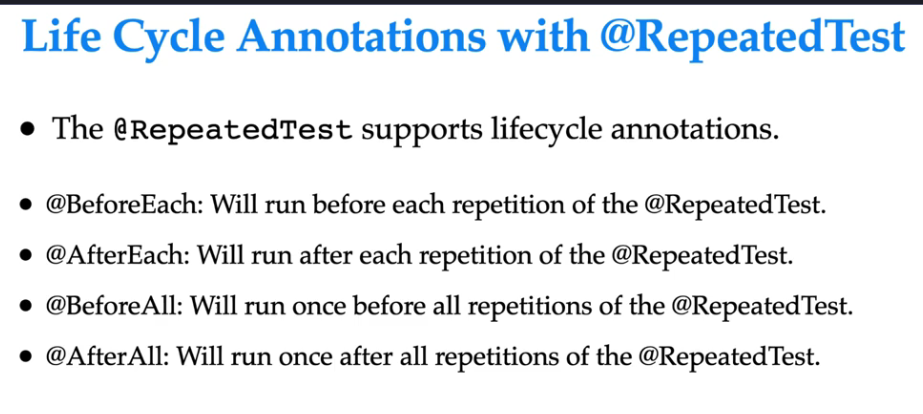 Life Cycle Annotations with @RepeatedTest
• The @RepeatedTest supports lifecycle annotations.
• @BeforeEach: Will run before each repetition of the @RepeatedTest.
• @AfterEach: Will run after each repetition of the @RepeatedTest.
• @BeforeAll: Will run once before all repetitions of the @RepeatedTest.
• @AfterAll: Will run once after all repetitions of the @RepeatedTest.